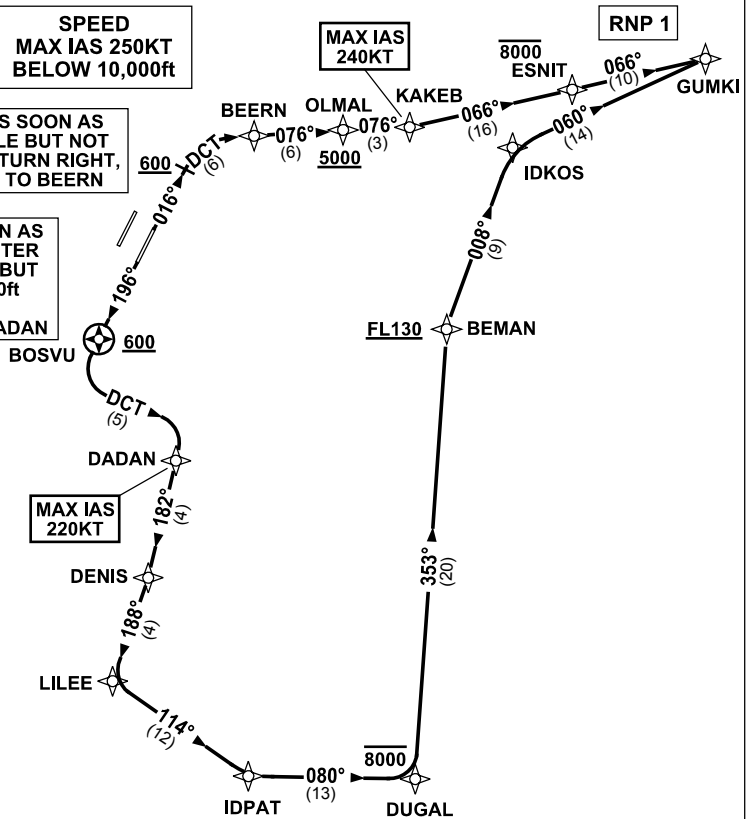 SPEED
MAX IAS 250KT
BELOW 10,000ft
MAX IAS
240KT
8000
ESNIT
RNP 1
066°
(10)
GUMKI
BEERN
OLMAL
KAKEB
076°
(6)
076°
(3)
066°
(16)
060°
(14)
5000
IDKOS
S SOON AS
LE BUT NOT
TURN RIGHT,
TO BEERN
600
DCT
(6)
016°
N AS
TER
BUT
0ft
ADAN
196°
008°
(9)
BOSVU
600
FL130
BEMAN
DCT
(5)
DADAN
MAX IAS
220KT
182°
(4)
353°
(20)
DENIS
188°
(4)
LILEE
114°
(12)
8000
080°
(13)
IDPAT
DUGAL